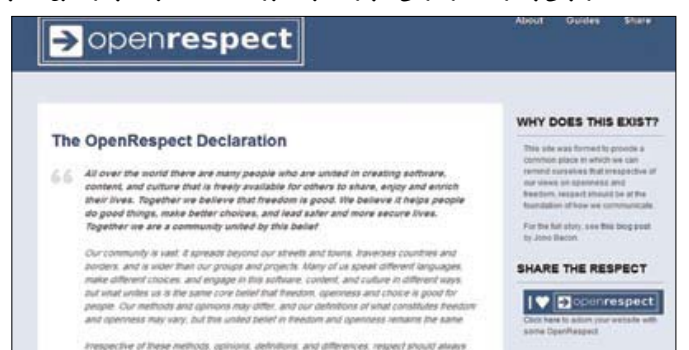 About Guides Share
openrespect
The OpenRespect Declaration
All over the world there are many people who are united in creating software,
content, and culture that is freely available for others to share, enjoy and enrich
their lives. Together we believe that freedom is good. We believe it helps people
do good things, make better choices, and lead safer and more secure lives.
Together we are a community united by this belief
Our community is vast. It spreads beyond our streets and towns, traverses countries and
borders, and is wider than our groups and projects. Many of us speak different languages,
make different choices, and engage in this software, content, and culture in different ways,
but what unites us is the same core belief that freedom, openness and choice is good for
people. Our methods and opinions may differ, and our definitions of what constitutes freedom
and openness may vary, but this united belief in freedom and openness remains the same
Irrespective of these methods, opinions, definitions, and differences, respect should always
WHY DOES THIS EXIST?
This site was formed to provide a
common place in which we can
remind ourselves that irrespective of
our views on openness and
freedom, respect should be at the
foundation of how we communicate.
For the full story, see this blog post
by Jono Bacon.
SHARE THE RESPECT
I ♥ openrespect
Click here to adorn your website with
some OpenRespect